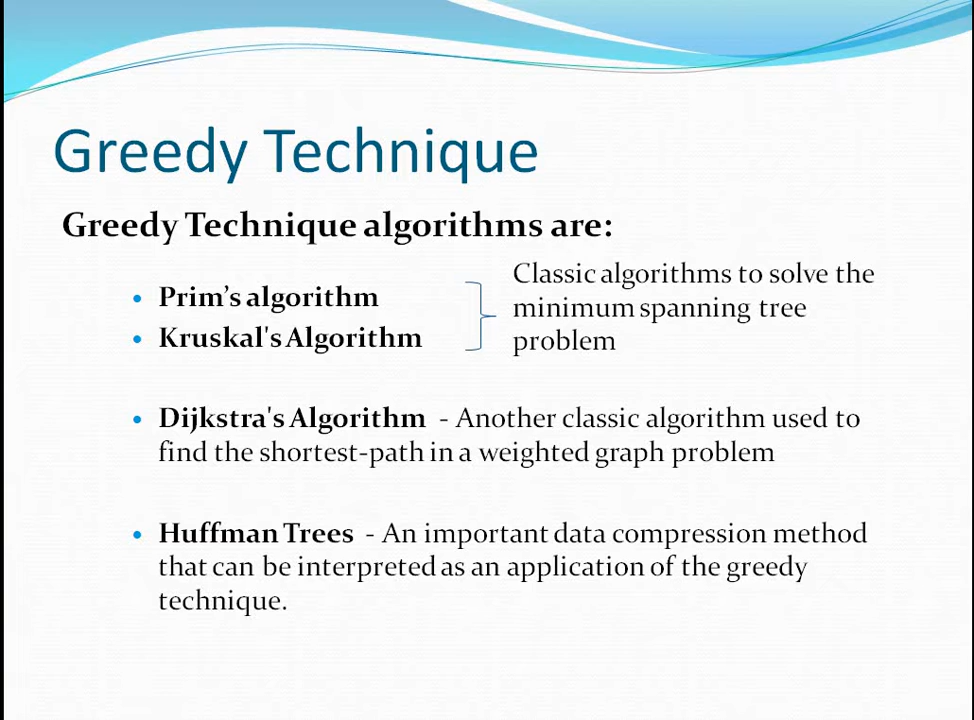 Greedy Technique
Greedy Technique algorithms are:
• Prim’s algorithm
• Kruskal's Algorithm
Classic algorithms to solve the
minimum spanning tree
problem
• Dijkstra's Algorithm - Another classic algorithm used to
find the shortest-path in a weighted graph problem
• Huffman Trees - An important data compression method
that can be interpreted as an application of the greedy
technique.